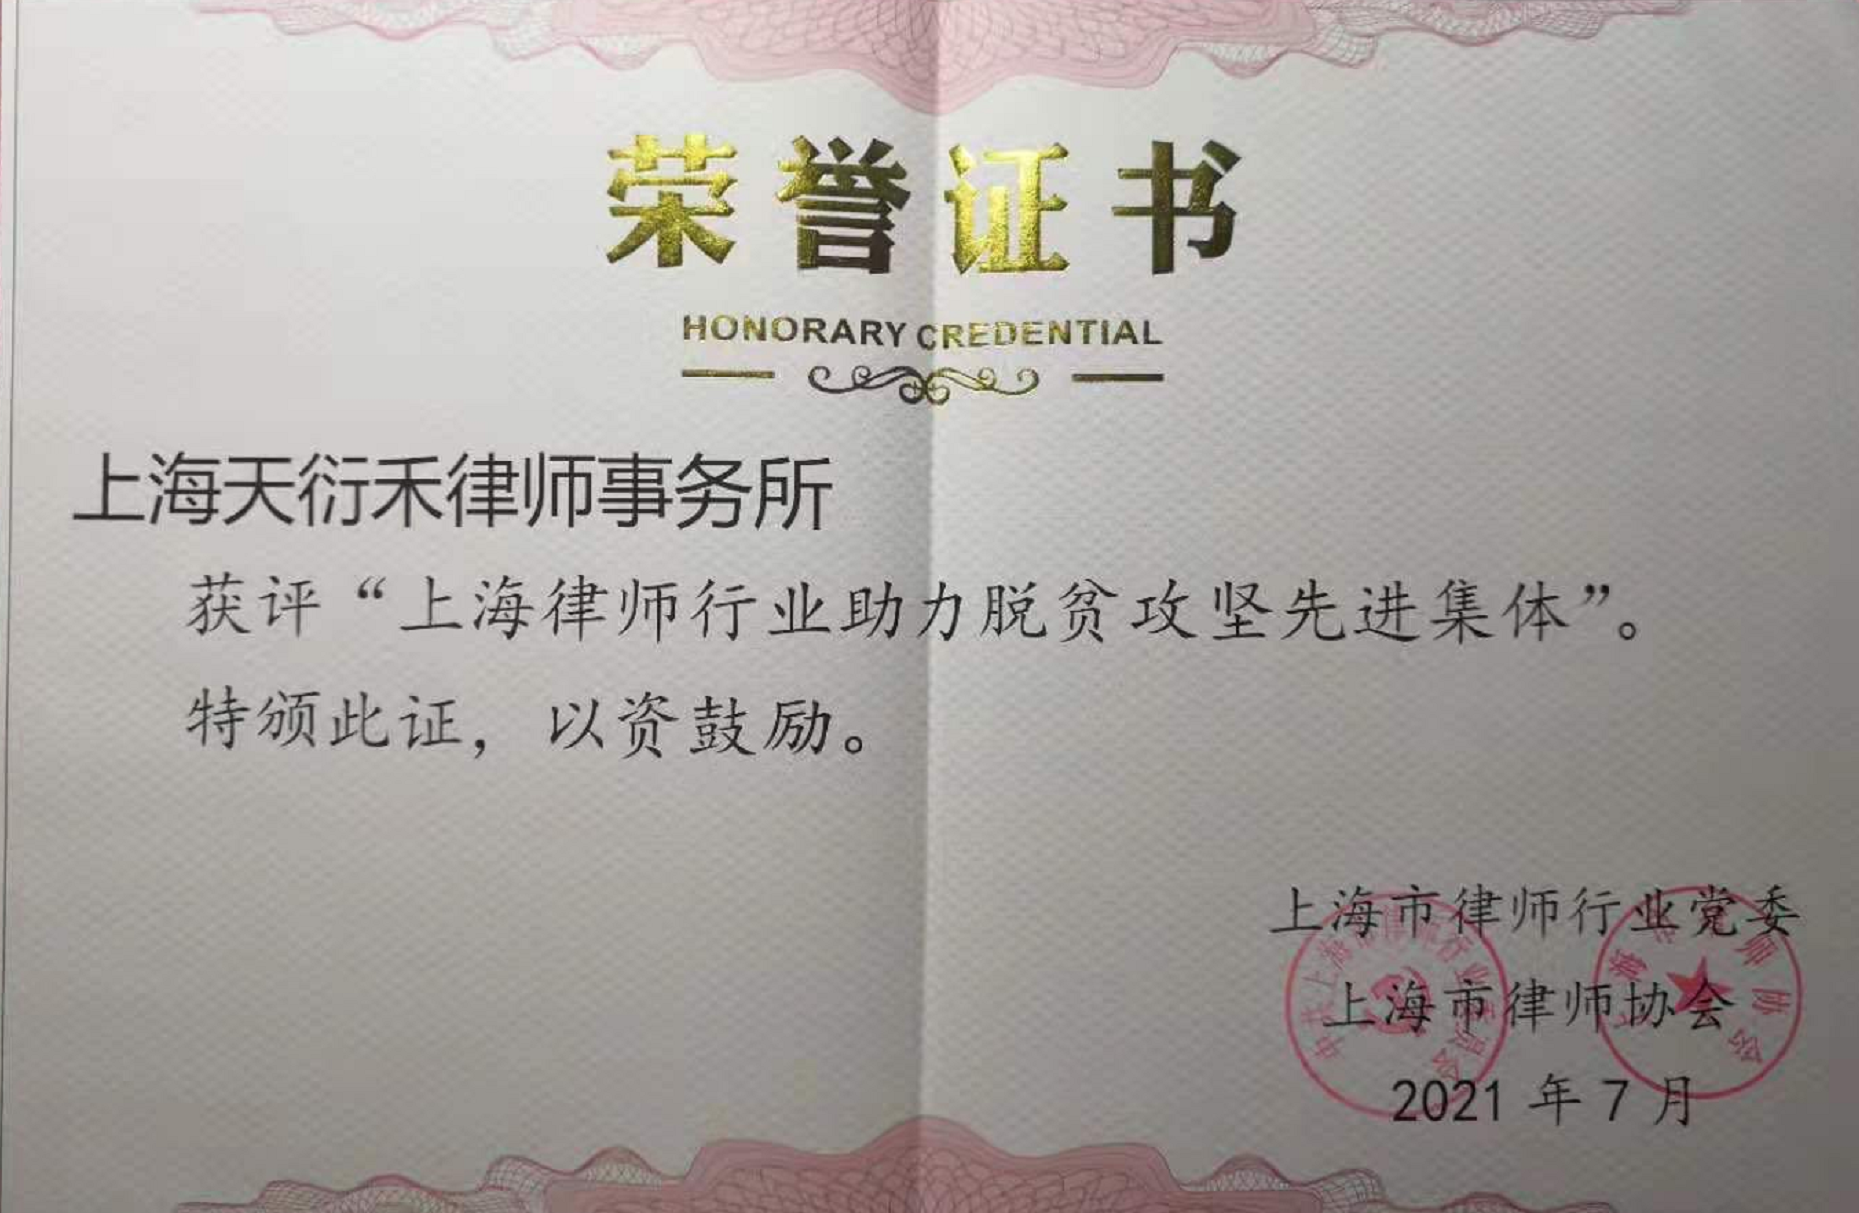 荣誉证书
HONORARY CREDENTIAL
上海天衍禾律师事务所
获评“上海律师行业助力脱贫攻坚先进集体”。
特颁此证，以资鼓励。
上海市律师行业党委
上海市律师协会
2021 年 7 月